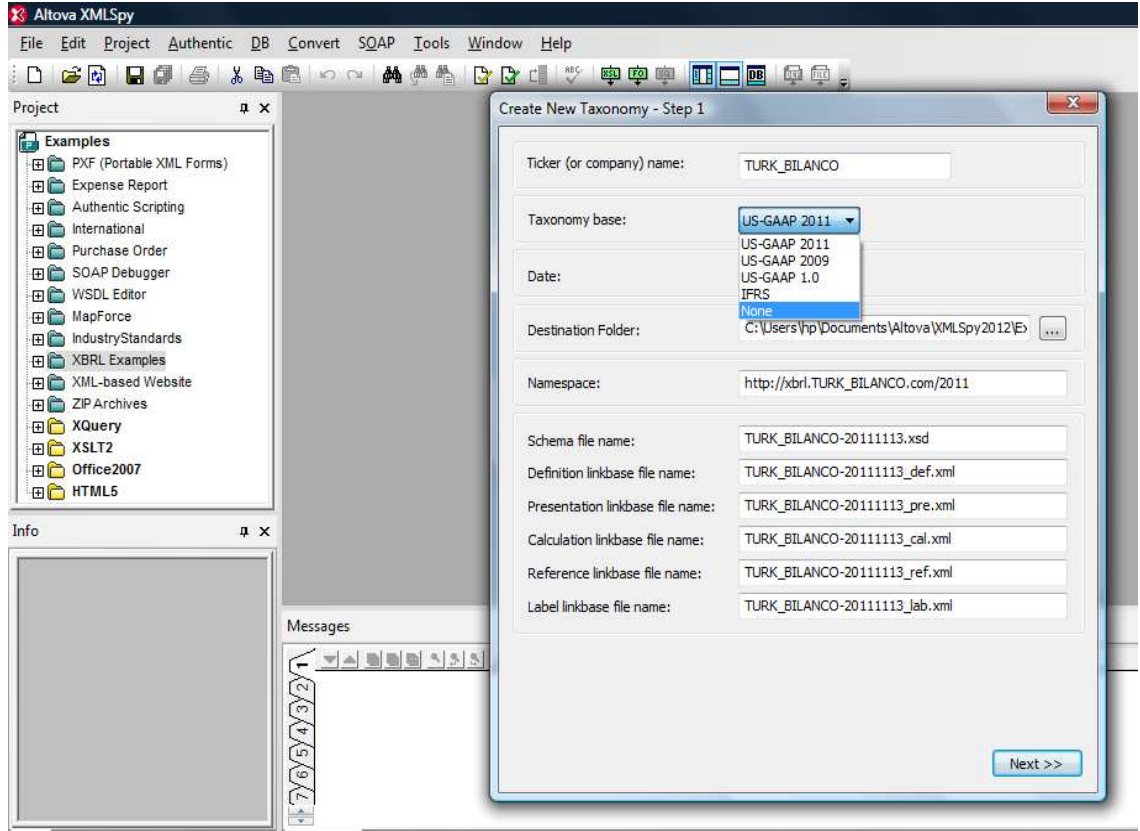 Altova XMLSpy
File Edit Project Authentic DB Convert SOAP Tools Window Help
Project
Examples
PXF (Portable XML Forms)
Expense Report
Authentic Scripting
International
Purchase Order
SOAP Debugger
WSDL Editor
MapForce
IndustryStandards
XBRL Examples
XML-based Website
ZIP Archives
XQuery
XSLT2
Office2007
HTML5
Info
Messages
1
2
3
4
5
6
7
Create New Taxonomy - Step 1
Ticker (or company) name: TURK_BILANCO
Taxonomy base: US-GAAP 2011
US-GAAP 2011
US-GAAP 2009
US-GAAP 1.0
IFRS
None
Date:
Destination Folder: C:\Users\hp\Documents\Altova\XMLSpy2012\Ex ...
Namespace: http://xbrl.TURK_BILANCO.com/2011
Schema file name: TURK_BILANCO-20111113.xsd
Definition linkbase file name: TURK_BILANCO-20111113_def.xml
Presentation linkbase file name: TURK_BILANCO-20111113_pre.xml
Calculation linkbase file name: TURK_BILANCO-20111113_cal.xml
Reference linkbase file name: TURK_BILANCO-20111113_ref.xml
Label linkbase file name: TURK_BILANCO-20111113_lab.xml
Next >>